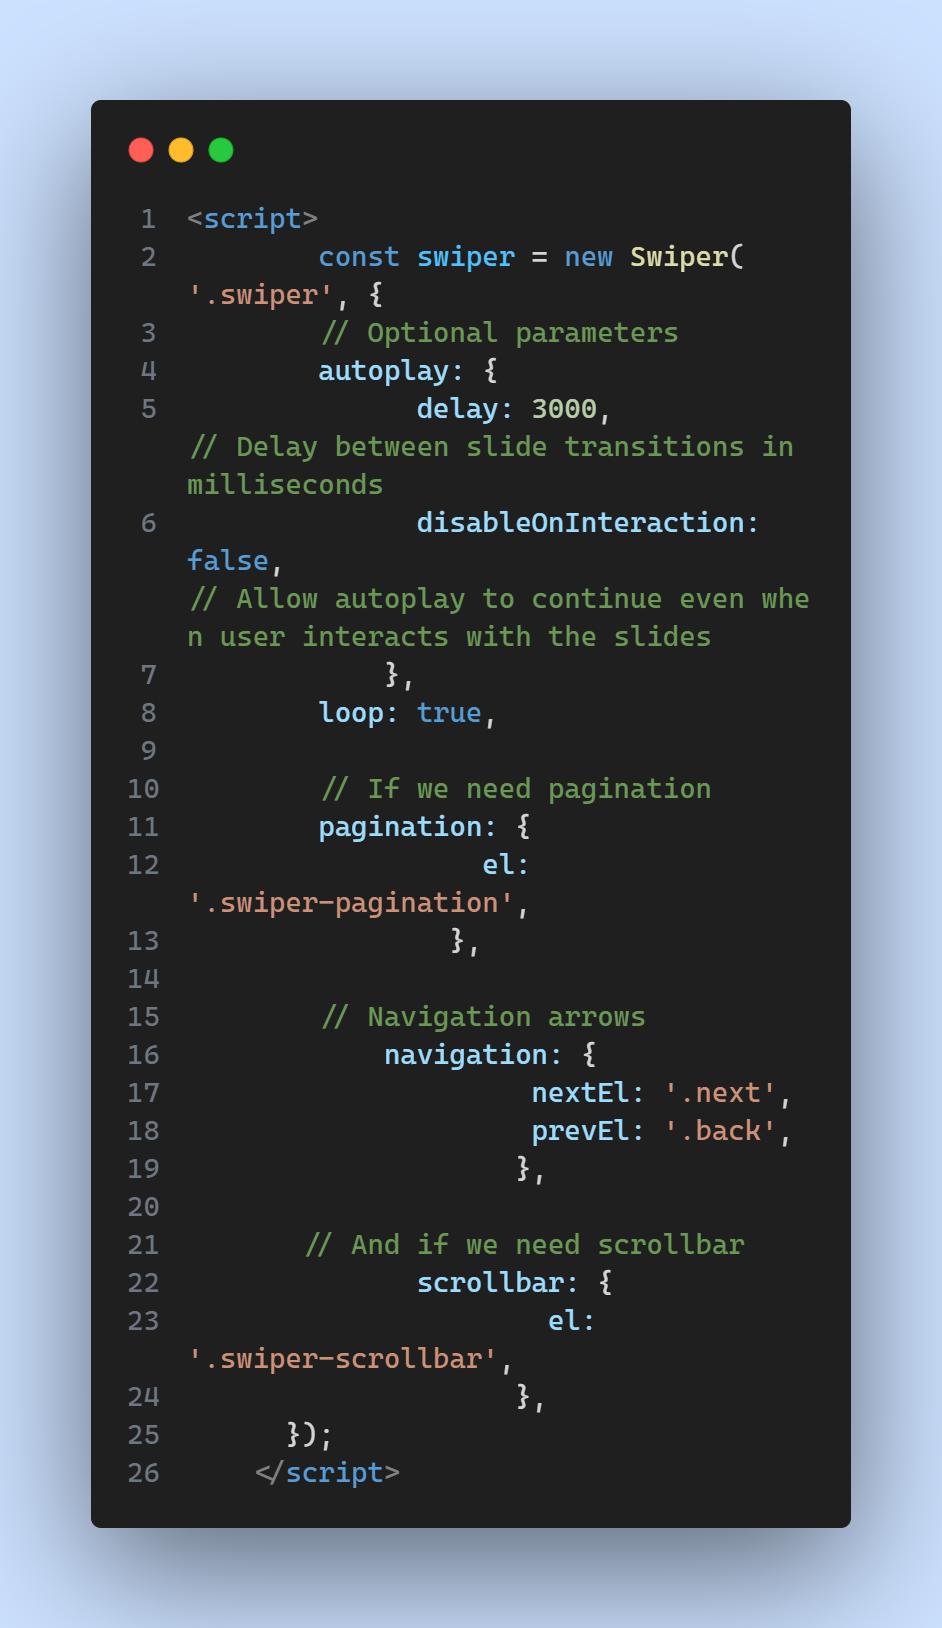 1 <script>
2 const swiper = new Swiper(
'.swiper', {
3 // Optional parameters
4 autoplay: {
5 delay: 3000,
// Delay between slide transitions in
milliseconds
6 disableOnInteraction:
false,
// Allow autoplay to continue even whe
n user interacts with the slides
7 },
8 loop: true,
9
10 // If we need pagination
11 pagination: {
12 el:
'.swiper-pagination',
13 },
14
15 // Navigation arrows
16 navigation: {
17 nextEl: '.next',
18 prevEl: '.back',
19 },
20
21 // And if we need scrollbar
22 scrollbar: {
23 el:
'.swiper-scrollbar',
24 },
25 });
26 </script>